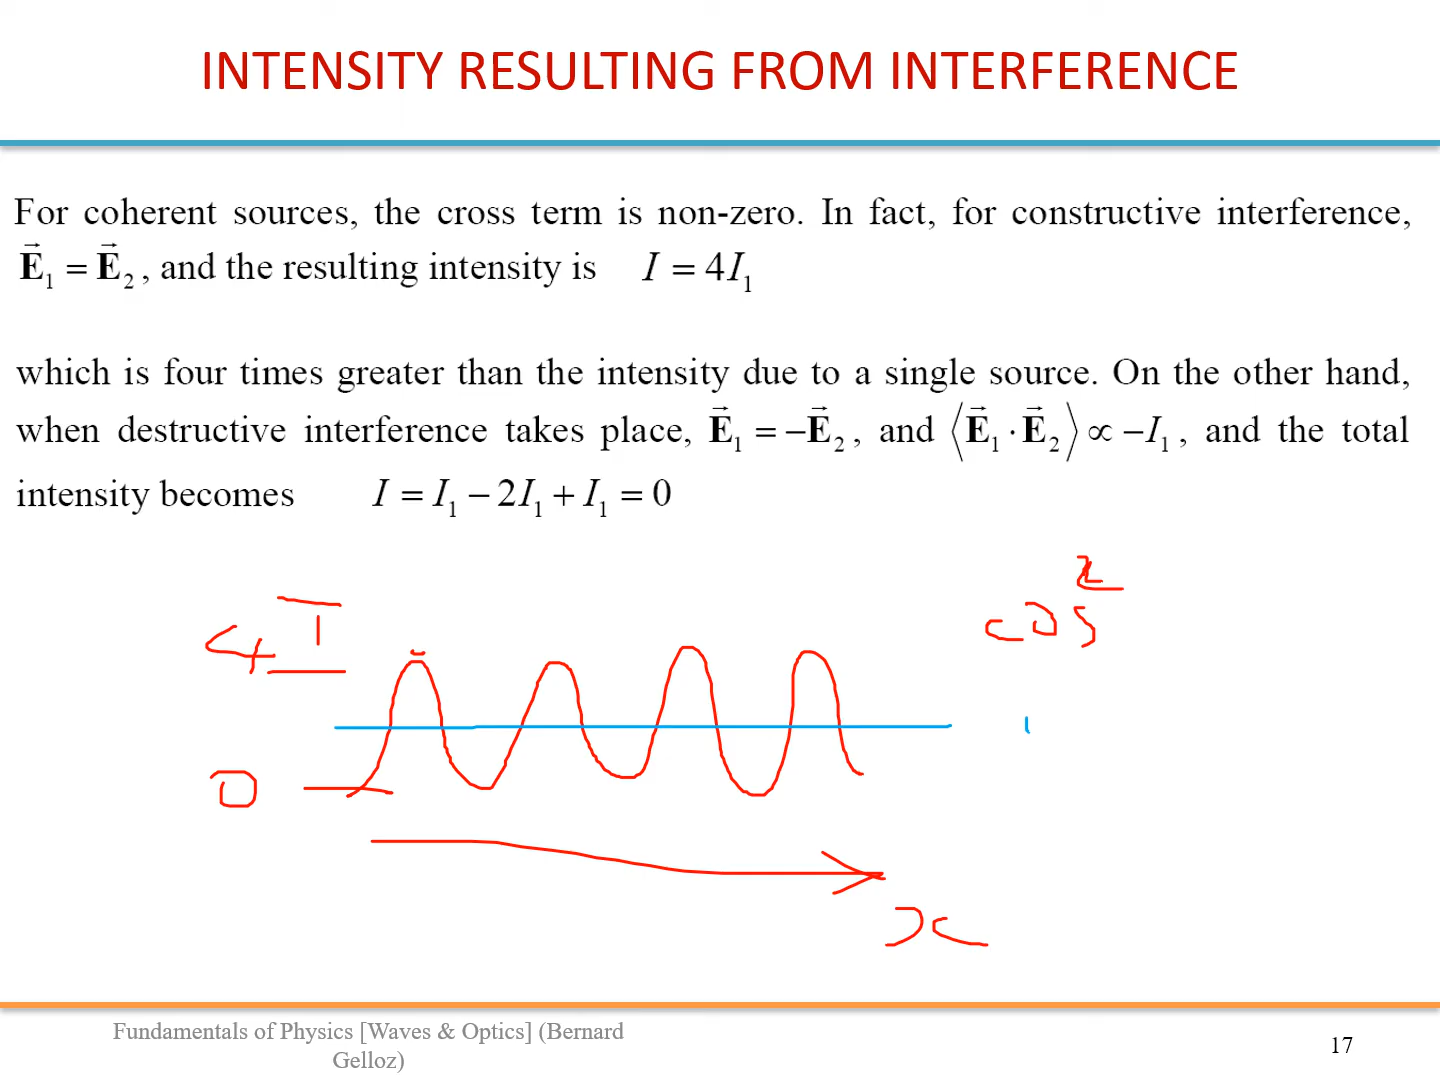 INTENSITY RESULTING FROM INTERFERENCE
For coherent sources, the cross term is non-zero. In fact, for constructive interference,
E⃗₁ = E⃗₂, and the resulting intensity is I = 4I₁
which is four times greater than the intensity due to a single source. On the other hand,
when destructive interference takes place, E⃗₁ = −E⃗₂, and ⟨E⃗₁ · E⃗₂⟩ ∝ −I₁, and the total
intensity becomes I = I₁ − 2I₁ + I₁ = 0
cos²
4I
0
x
Fundamentals of Physics [Waves & Optics] (Bernard
Gelloz)
17